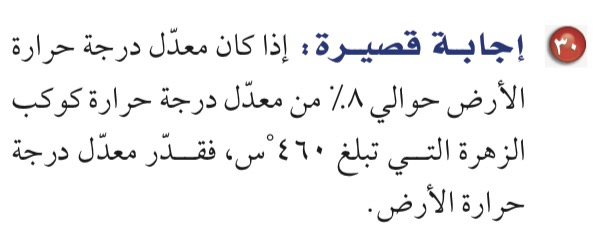 ٣٠ إجابة قصيرة: إذا كان معدّل درجة حرارة
الأرض حوالي ٨٪ من معدّل درجة حرارة كوكب
الزهرة التي تبلغ ٤٦٠°س، فقدّر معدّل درجة
حرارة الأرض.